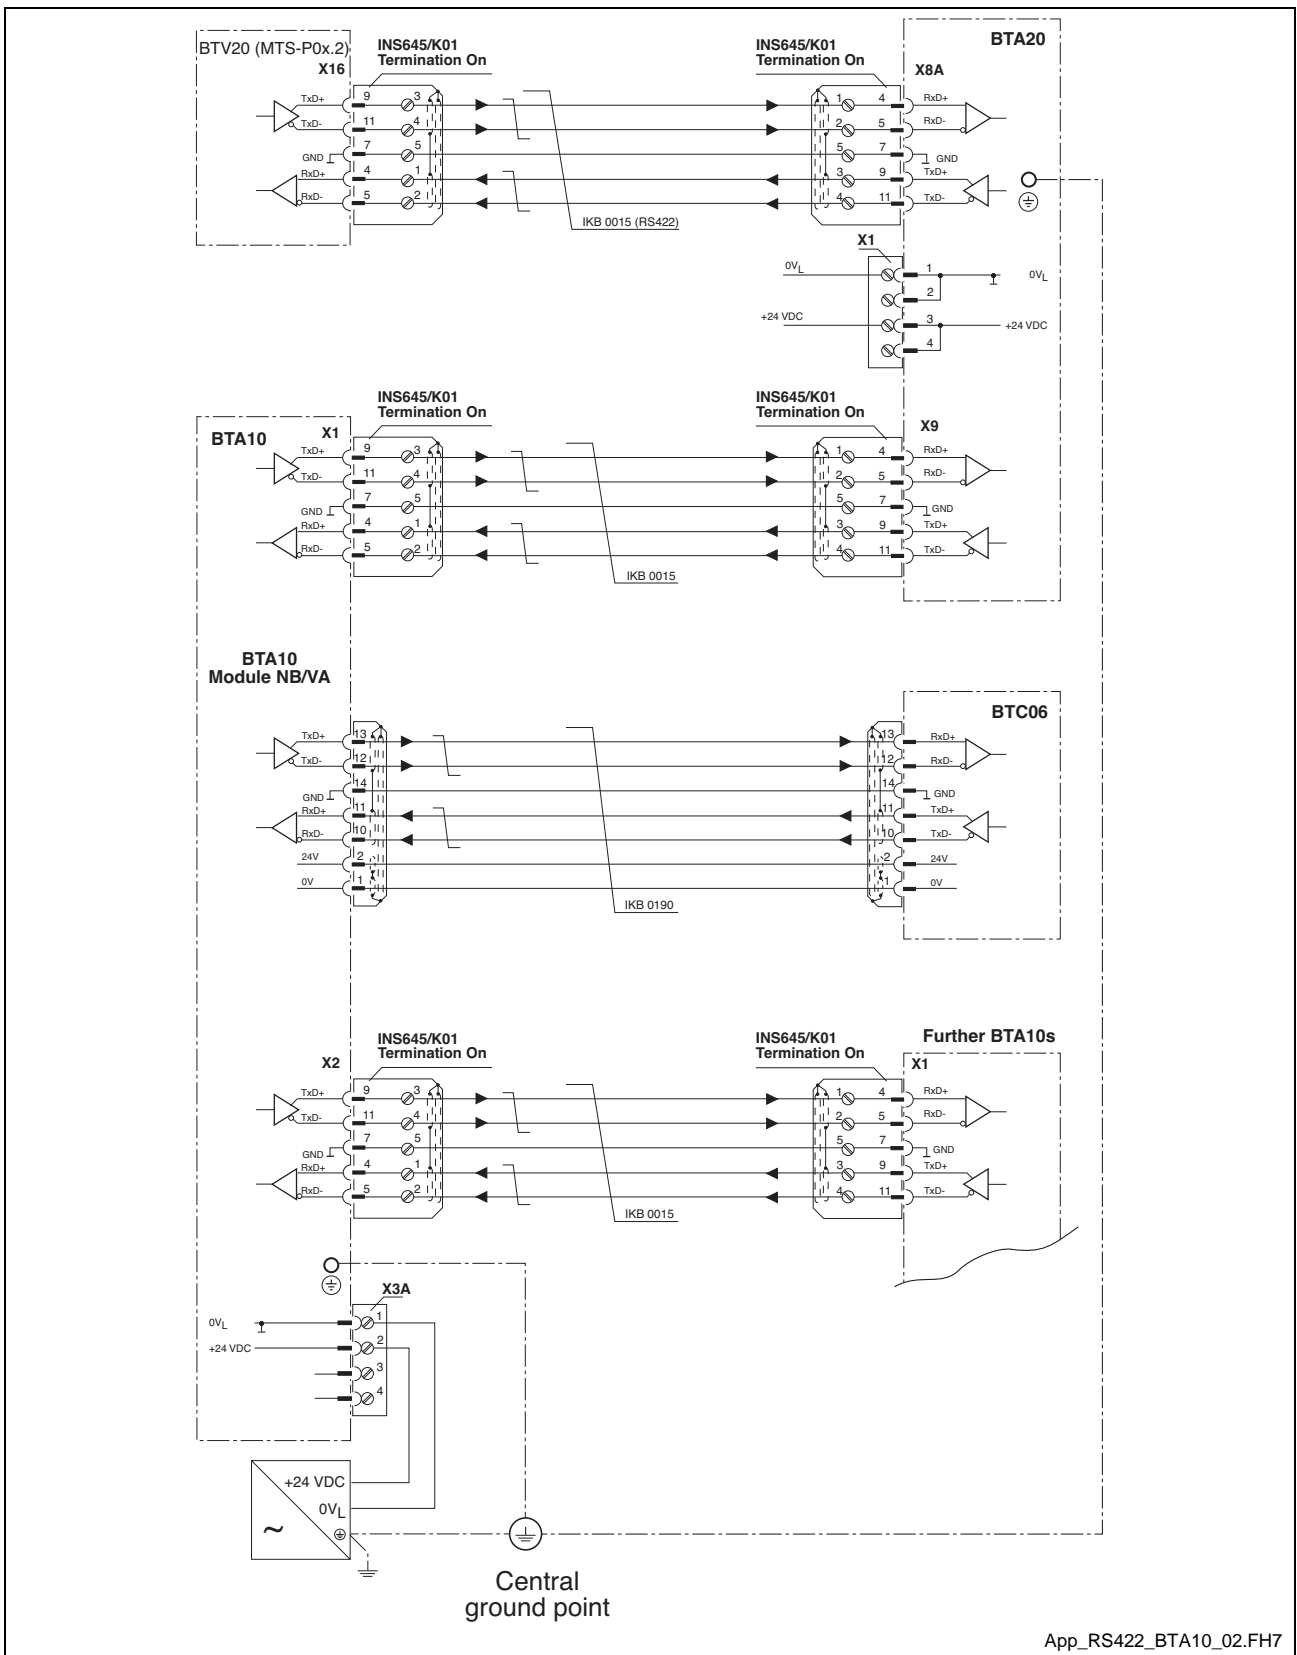 BTV20 (MTS-P0x.2)
X16
INS645/K01
Termination On
INS645/K01
Termination On
BTA20
X8A
TxD+ 9 3 1 4 RxD+
TxD- 11 4 2 5 RxD-
GND 7 5 5 7 GND
RxD+ 4 1 3 9 TxD+
RxD- 5 2 4 11 TxD-
IKB 0015 (RS422)
X1
0VL 1 0VL
2
+24 VDC 3 +24 VDC
4
INS645/K01
Termination On
INS645/K01
Termination On
BTA10
X1
X9
TxD+ 9 3 1 4 RxD+
TxD- 11 4 2 5 RxD-
GND 7 5 5 7 GND
RxD+ 4 1 3 9 TxD+
RxD- 5 2 4 11 TxD-
IKB 0015
BTA10
Module NB/VA
BTC06
TxD+ 13 13 RxD+
TxD- 12 12 RxD-
GND 14 14 GND
RxD+ 11 11 TxD+
RxD- 10 10 TxD-
24V 2 2 24V
0V 1 1 0V
IKB 0190
INS645/K01
Termination On
INS645/K01
Termination On
Further BTA10s
X2
X1
TxD+ 9 3 1 4 RxD+
TxD- 11 4 2 5 RxD-
GND 7 5 5 7 GND
RxD+ 4 1 3 9 TxD+
RxD- 5 2 4 11 TxD-
IKB 0015
X3A
0VL 1
+24 VDC 2
3
4
+24 VDC
0VL
~
Central
ground point
App_RS422_BTA10_02.FH7